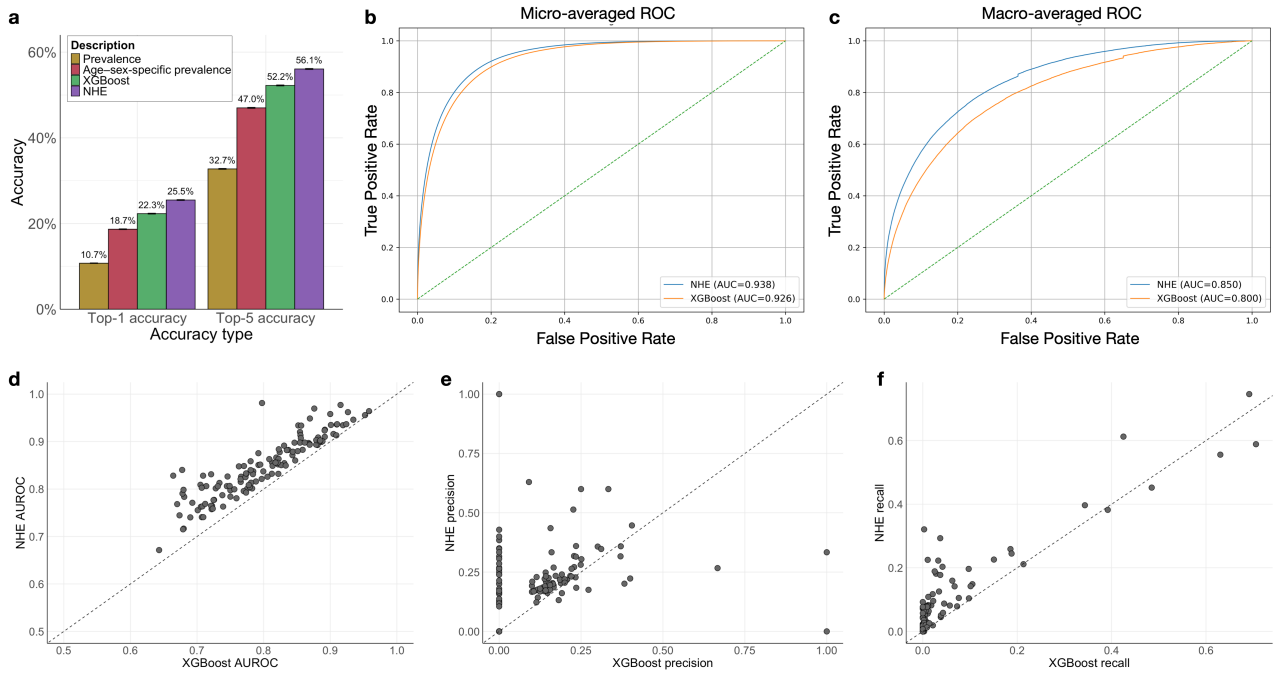 a
Description
Prevalence
Age–sex-specific prevalence
XGBoost
NHE
60%
40%
20%
0%
Accuracy
10.7%
18.7%
22.3%
25.5%
32.7%
47.0%
52.2%
56.1%
Top-1 accuracy
Top-5 accuracy
Accuracy type
b
Micro-averaged ROC
True Positive Rate
1.0
0.8
0.6
0.4
0.2
0.0
NHE (AUC=0.938)
XGBoost (AUC=0.926)
0.0 0.2 0.4 0.6 0.8 1.0
False Positive Rate
c
Macro-averaged ROC
True Positive Rate
1.0
0.8
0.6
0.4
0.2
0.0
NHE (AUC=0.850)
XGBoost (AUC=0.800)
0.0 0.2 0.4 0.6 0.8 1.0
False Positive Rate
d
NHE AUROC
1.0
0.9
0.8
0.7
0.6
0.5
0.5 0.6 0.7 0.8 0.9 1.0
XGBoost AUROC
e
NHE precision
1.00
0.75
0.50
0.25
0.00
0.00 0.25 0.50 0.75 1.00
XGBoost precision
f
NHE recall
0.6
0.4
0.2
0.0
0.0 0.2 0.4 0.6
XGBoost recall